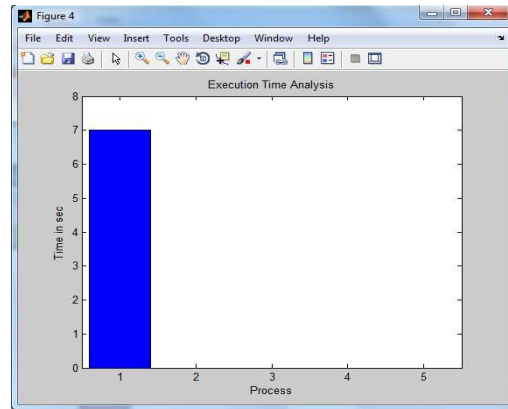 Figure 4
File Edit View Insert Tools Desktop Window Help
Execution Time Analysis
8
7
6
5
4
3
2
1
0
Time in sec
1 2 3 4 5
Process